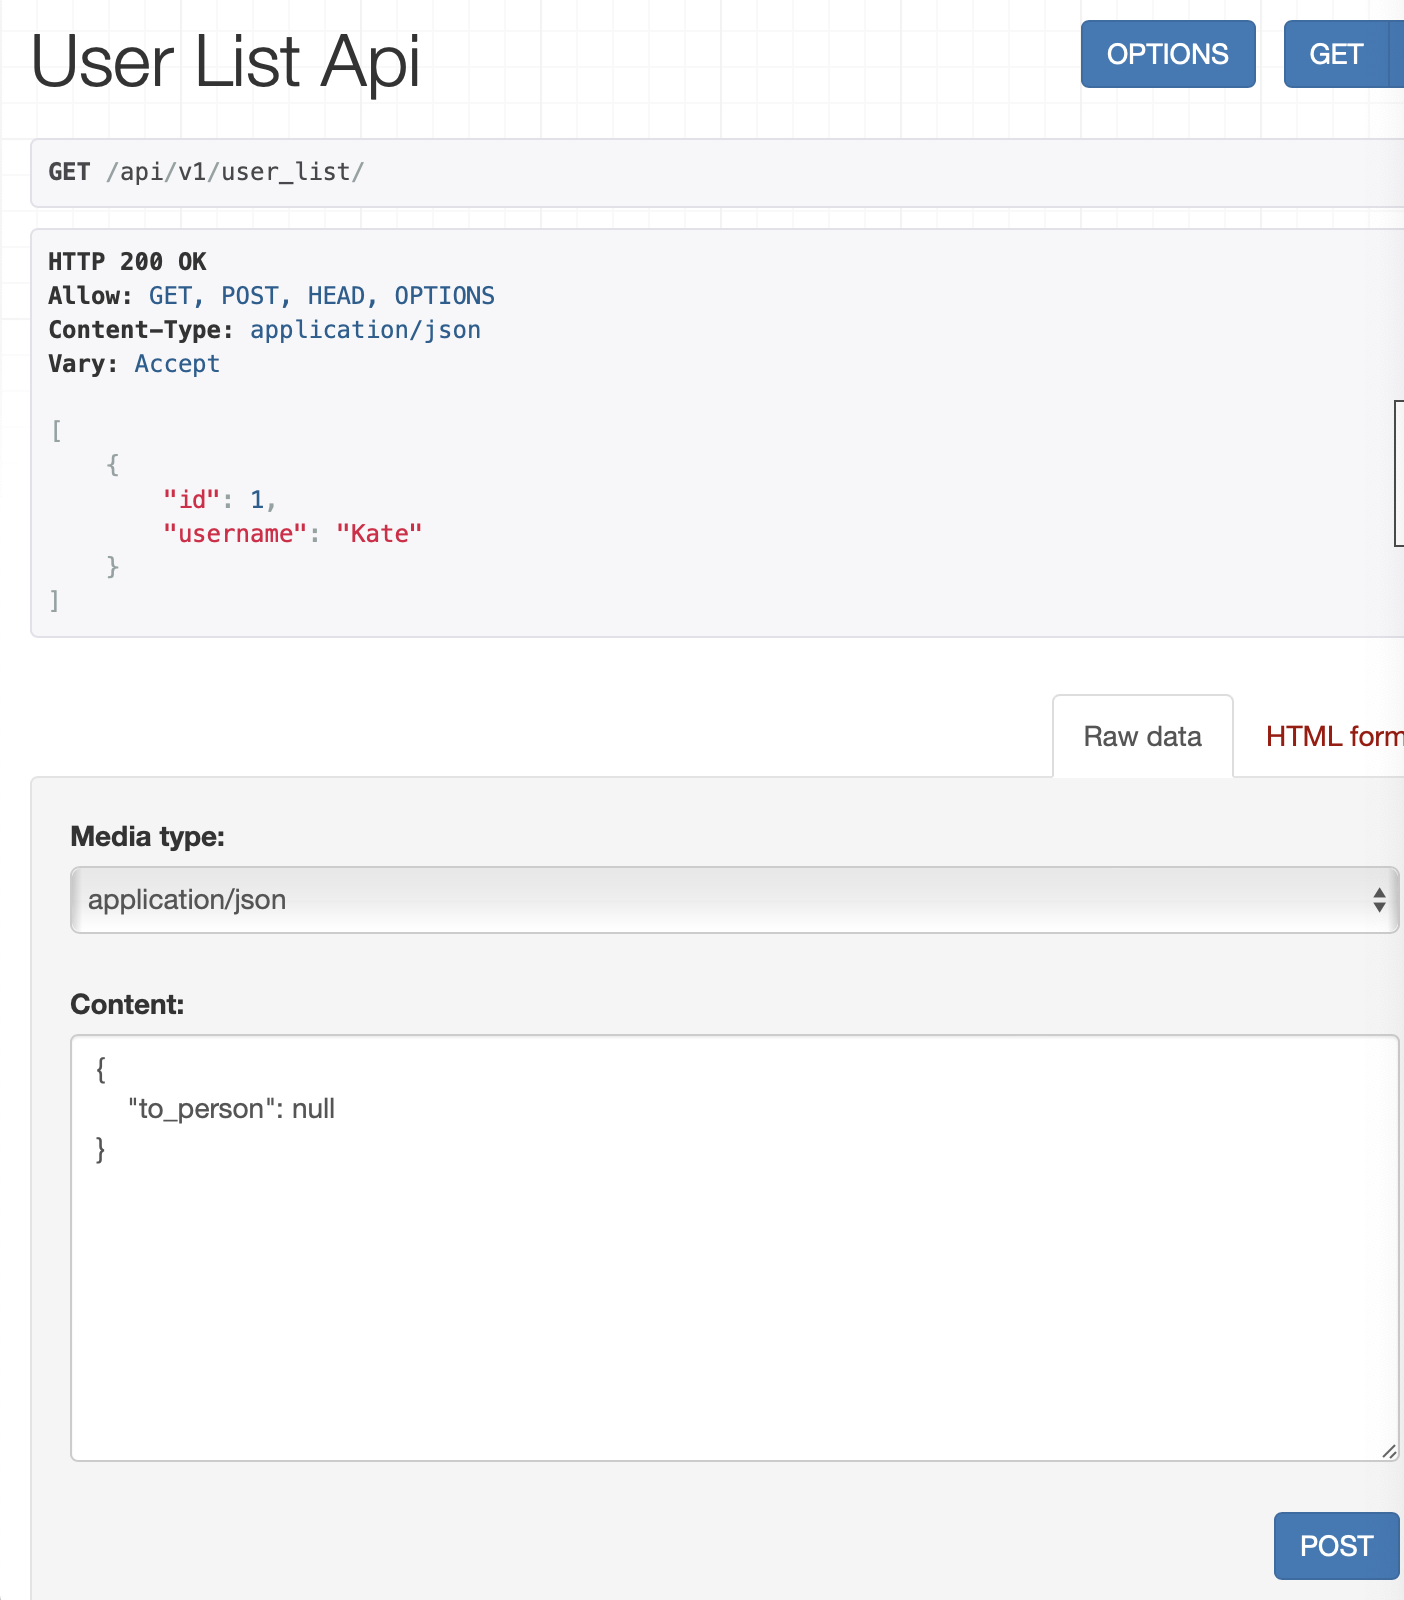 User List Api
OPTIONS
GET
GET /api/v1/user_list/
HTTP 200 OK
Allow: GET, POST, HEAD, OPTIONS
Content-Type: application/json
Vary: Accept
[
{
"id": 1,
"username": "Kate"
}
]
Raw data
HTML form
Media type:
application/json
Content:
{
"to_person": null
}
POST